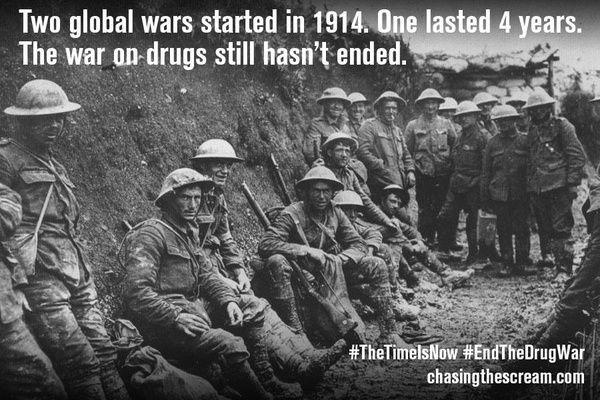 Two global wars started in 1914. One lasted 4 years.
The war on drugs still hasn’t ended.
#TheTimeIsNow #EndTheDrugWar
chasingthescream.com